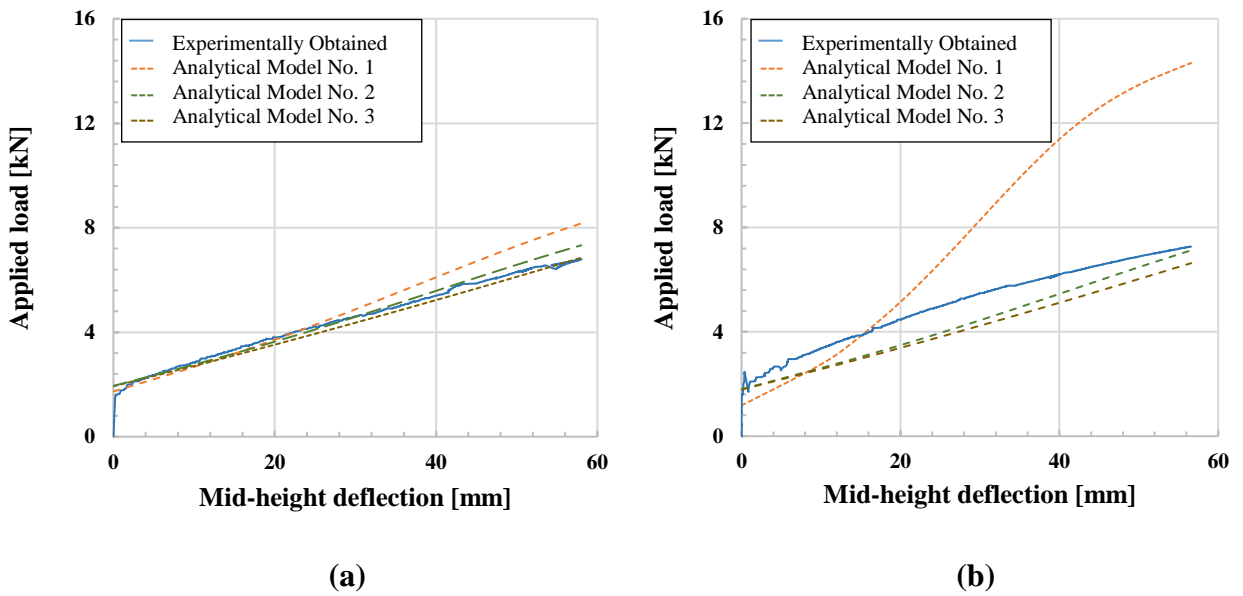 16
12
8
4
0
Applied load [kN]
Experimentally Obtained
Analytical Model No. 1
Analytical Model No. 2
Analytical Model No. 3
0
20
40
60
Mid-height deflection [mm]
(a)
16
12
8
4
0
Applied load [kN]
Experimentally Obtained
Analytical Model No. 1
Analytical Model No. 2
Analytical Model No. 3
0
20
40
60
Mid-height deflection [mm]
(b)